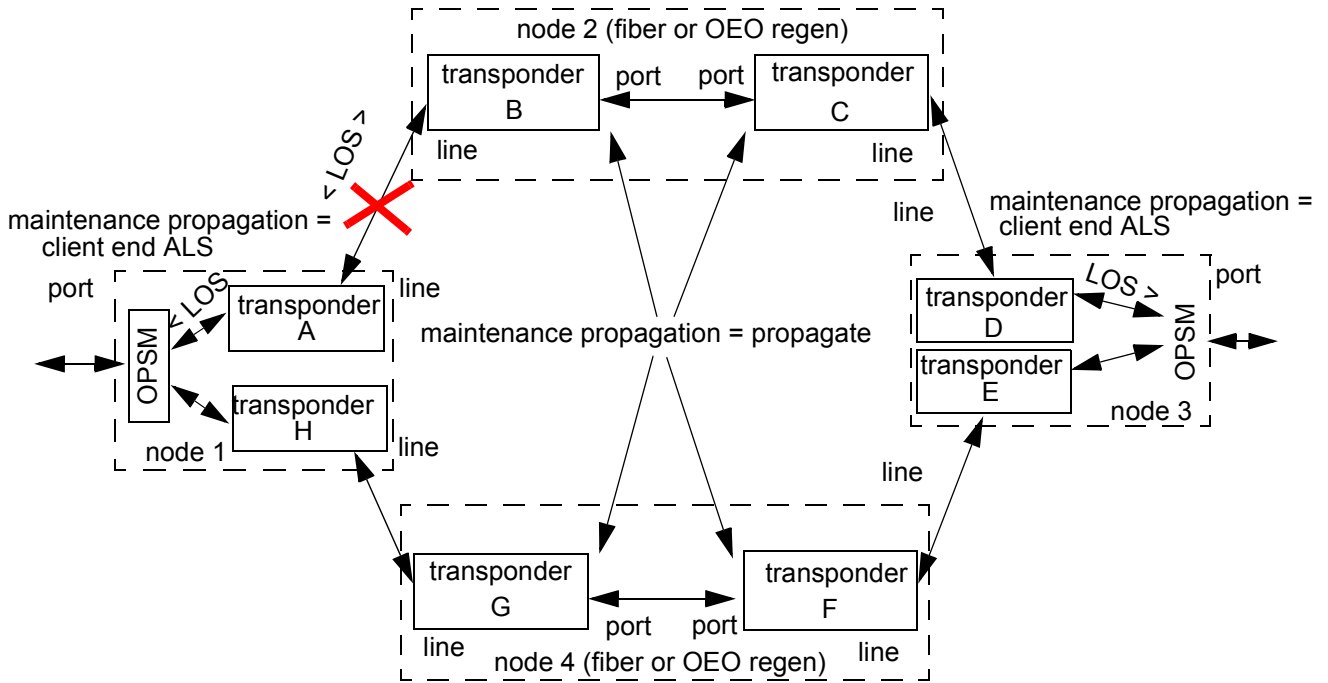 node 2 (fiber or OEO regen)
transponder
B
port
port
transponder
C
line
line
< LOS >
maintenance propagation =
client end ALS
line
maintenance propagation =
client end ALS
port
< LOS
transponder
A
line
OPSM
transponder
H
line
node 1
maintenance propagation = propagate
transponder
D
LOS >
port
OPSM
transponder
E
node 3
line
transponder
G
port
port
transponder
F
line
line
node 4 (fiber or OEO regen)